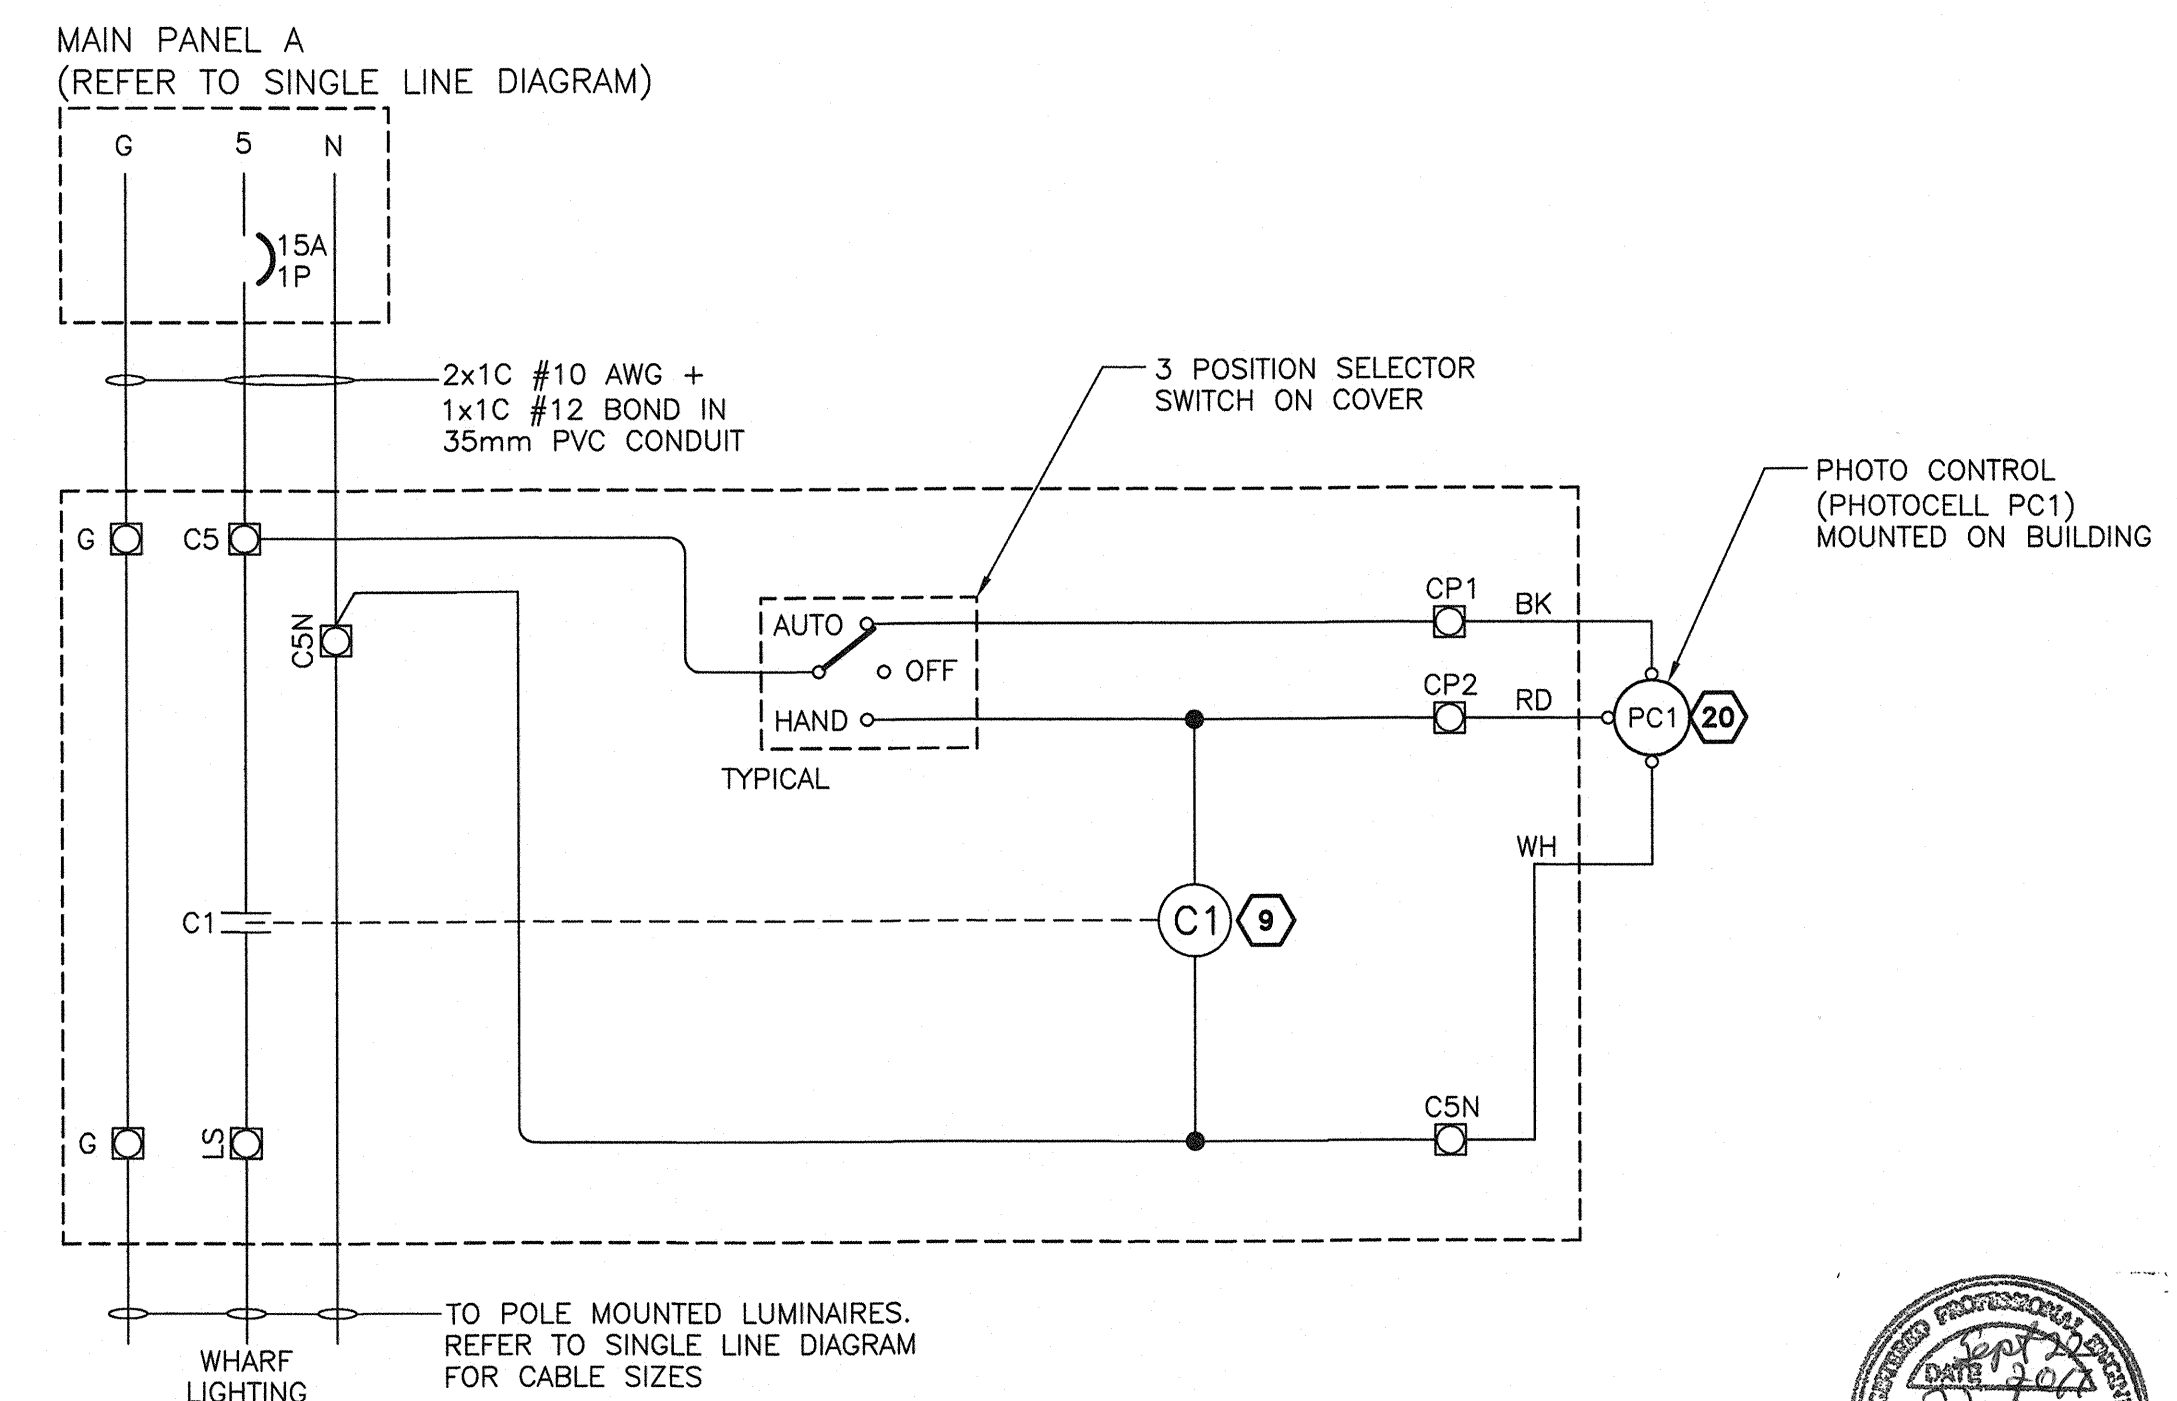 MAIN PANEL A
(REFER TO SINGLE LINE DIAGRAM)
G 5 N
15A
1P
2x1C #10 AWG +
1x1C #12 BOND IN
35mm PVC CONDUIT
3 POSITION SELECTOR
SWITCH ON COVER
PHOTO CONTROL
(PHOTOCELL PC1)
MOUNTED ON BUILDING
G
C5
C5N
AUTO
OFF
HAND
TYPICAL
CP1
BK
CP2
RD
PC1
20
WH
C1
C1
9
C5N
G
LS
TO POLE MOUNTED LUMINAIRES.
REFER TO SINGLE LINE DIAGRAM
FOR CABLE SIZES
WHARF
LIGHTING
PROFESSIONAL
Sept 22
DATE